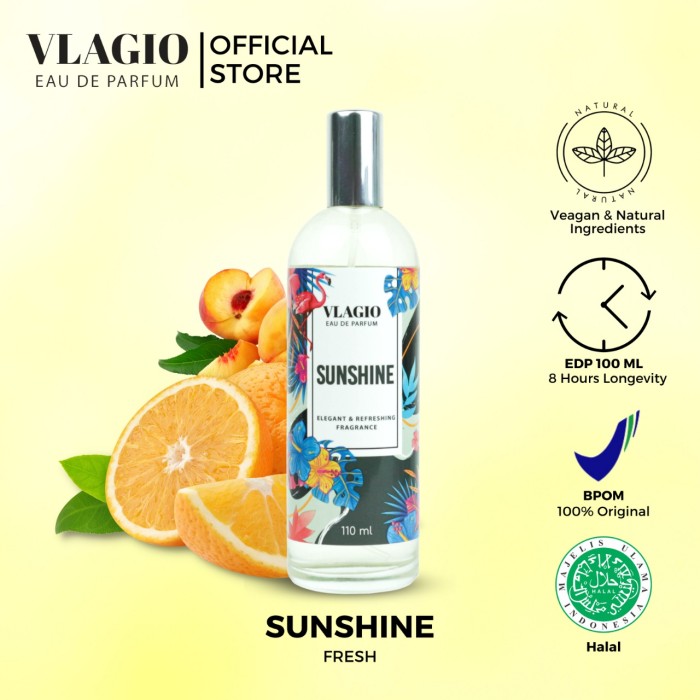 VLAGIO
EAU DE PARFUM
OFFICIAL
STORE
VLAGIO
EAU DE PARFUM
SUNSHINE
ELEGANT & REFRESHING
FRAGRANCE
110 ml
SUNSHINE
FRESH
NATURAL
NATURAL
Veagan & Natural
Ingredients
EDP 100 ML
8 Hours Longevity
BPOM
100% Original
MAJELIS ULAMA
INDONESIA
حلال
HALAL
Halal